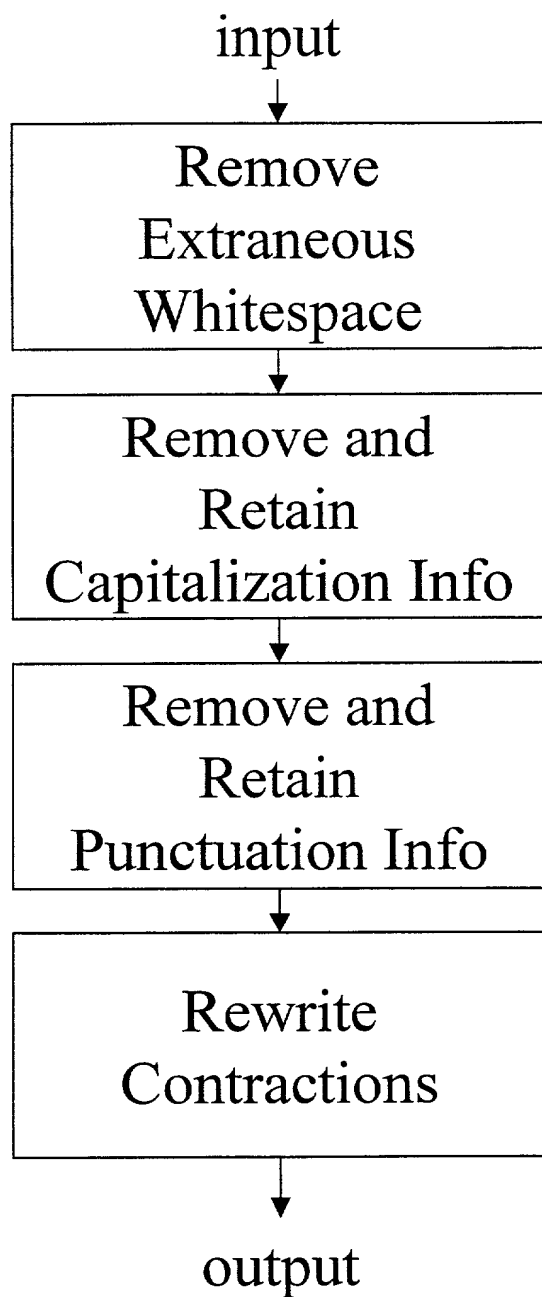 input
Remove
Extraneous
Whitespace
Remove and
Retain
Capitalization Info
Remove and
Retain
Punctuation Info
Rewrite
Contractions
output